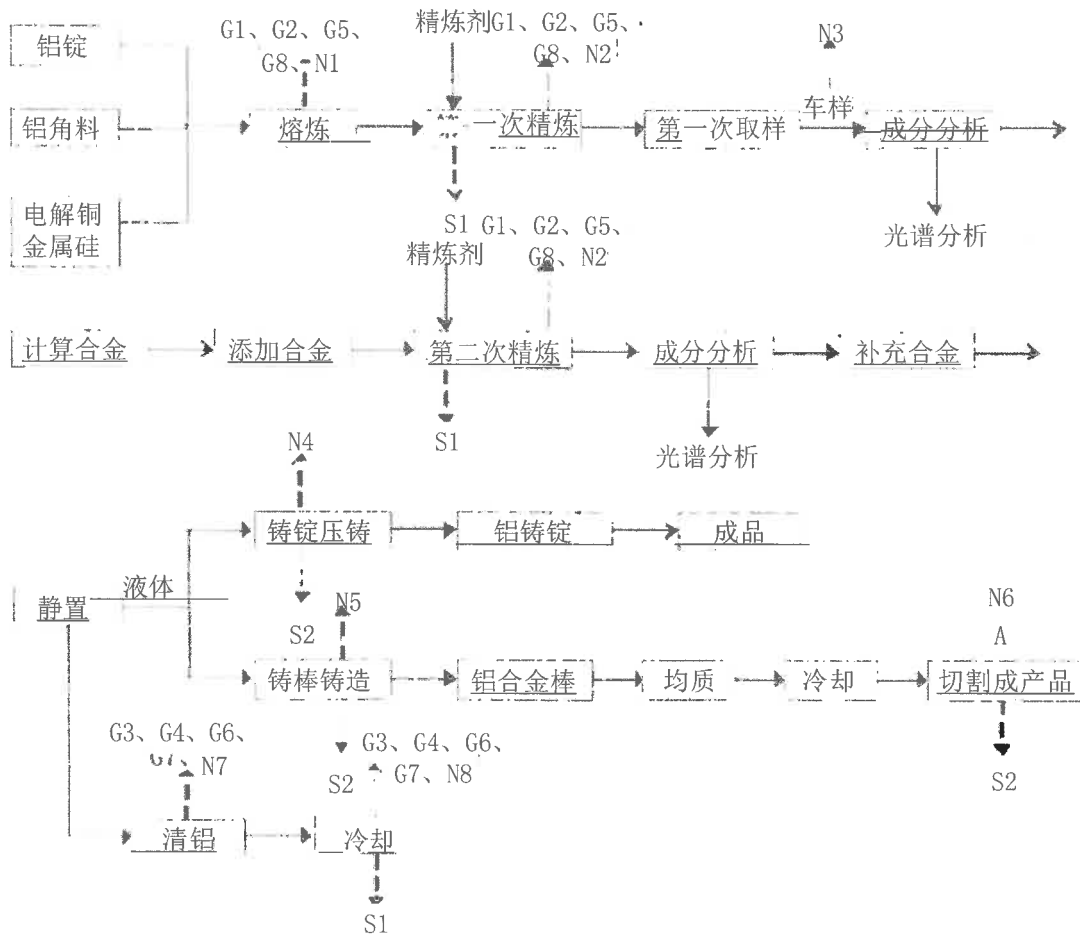 铝锭
G1、G2、G5、
G8、N1
精炼剂G1、G2、G5、
G8、N2
N3
铝角料
熔炼
一次精炼
第一次取样
车样
成分分析
电解铜
金属硅
S1
光谱分析
G1、G2、G5、
G8、N2
精炼剂
计算合金
添加合金
第二次精炼
成分分析
补充合金
S1
光谱分析
N4
铸锭压铸
铝铸锭
成品
静置
液体
S2
N5
N6
A
铸棒铸造
铝合金棒
均质
冷却
切割成产品
S2
G3、G4、G6、
N7
S2
G3、G4、G6、
G7、N8
清铝
冷却
S1